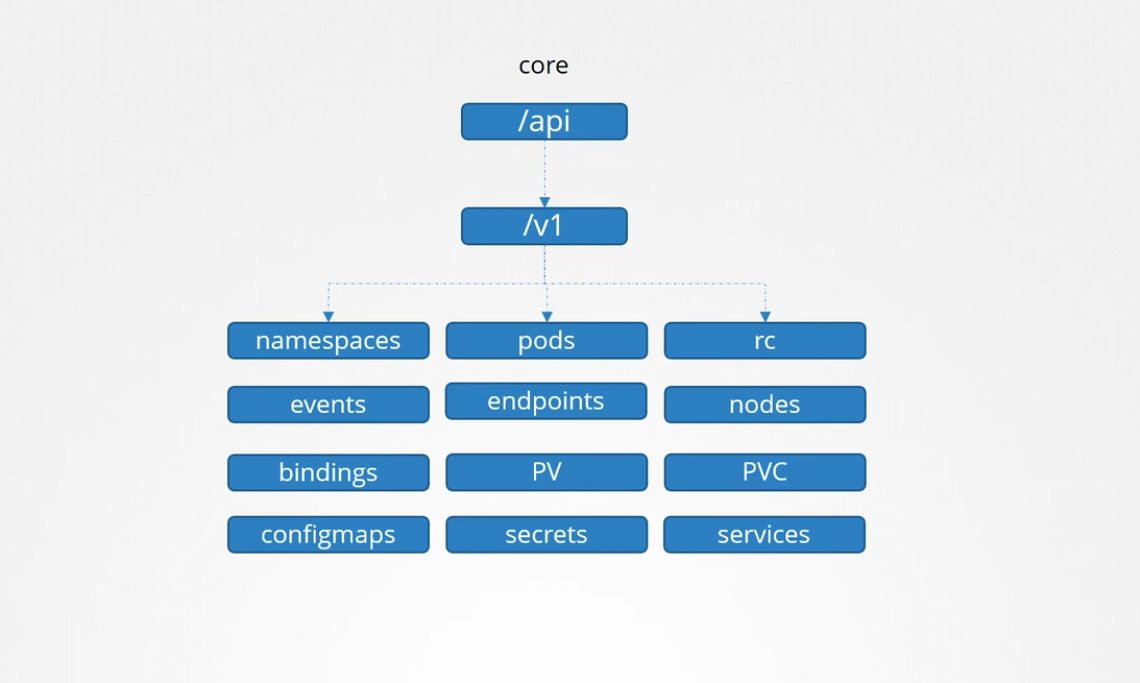 core
/api
/v1
namespaces
pods
rc
events
endpoints
nodes
bindings
PV
PVC
configmaps
secrets
services